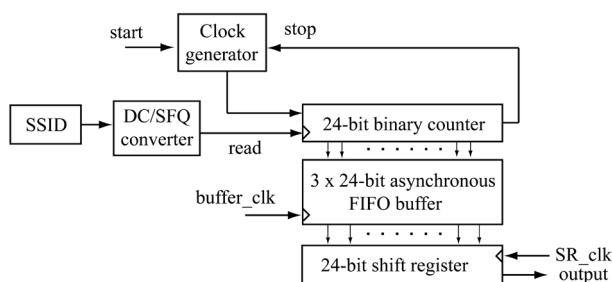 start
Clock
generator
stop
SSID
DC/SFQ
converter
read
24-bit binary counter
buffer_clk
3 x 24-bit asynchronous
FIFO buffer
24-bit shift register
SR_clk
output